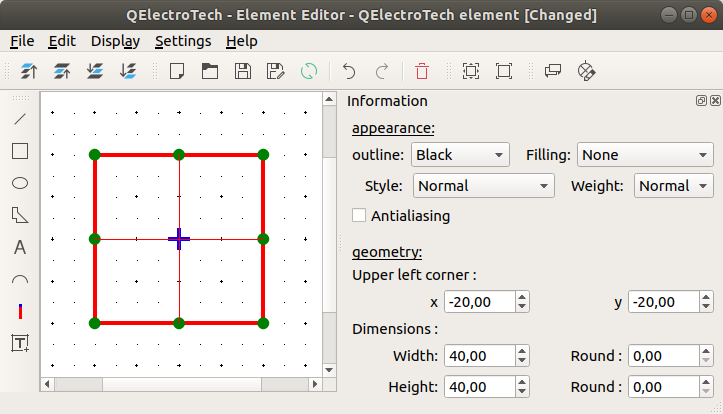 QElectroTech - Element Editor - QElectroTech element [Changed]
File Edit Display Settings Help
Information
appearance:
outline: Black Filling: None
Style: Normal Weight: Normal
Antialiasing
geometry:
Upper left corner :
x -20,00 y -20,00
Dimensions :
Width: 40,00 Round : 0,00
Height: 40,00 Round : 0,00
A
T